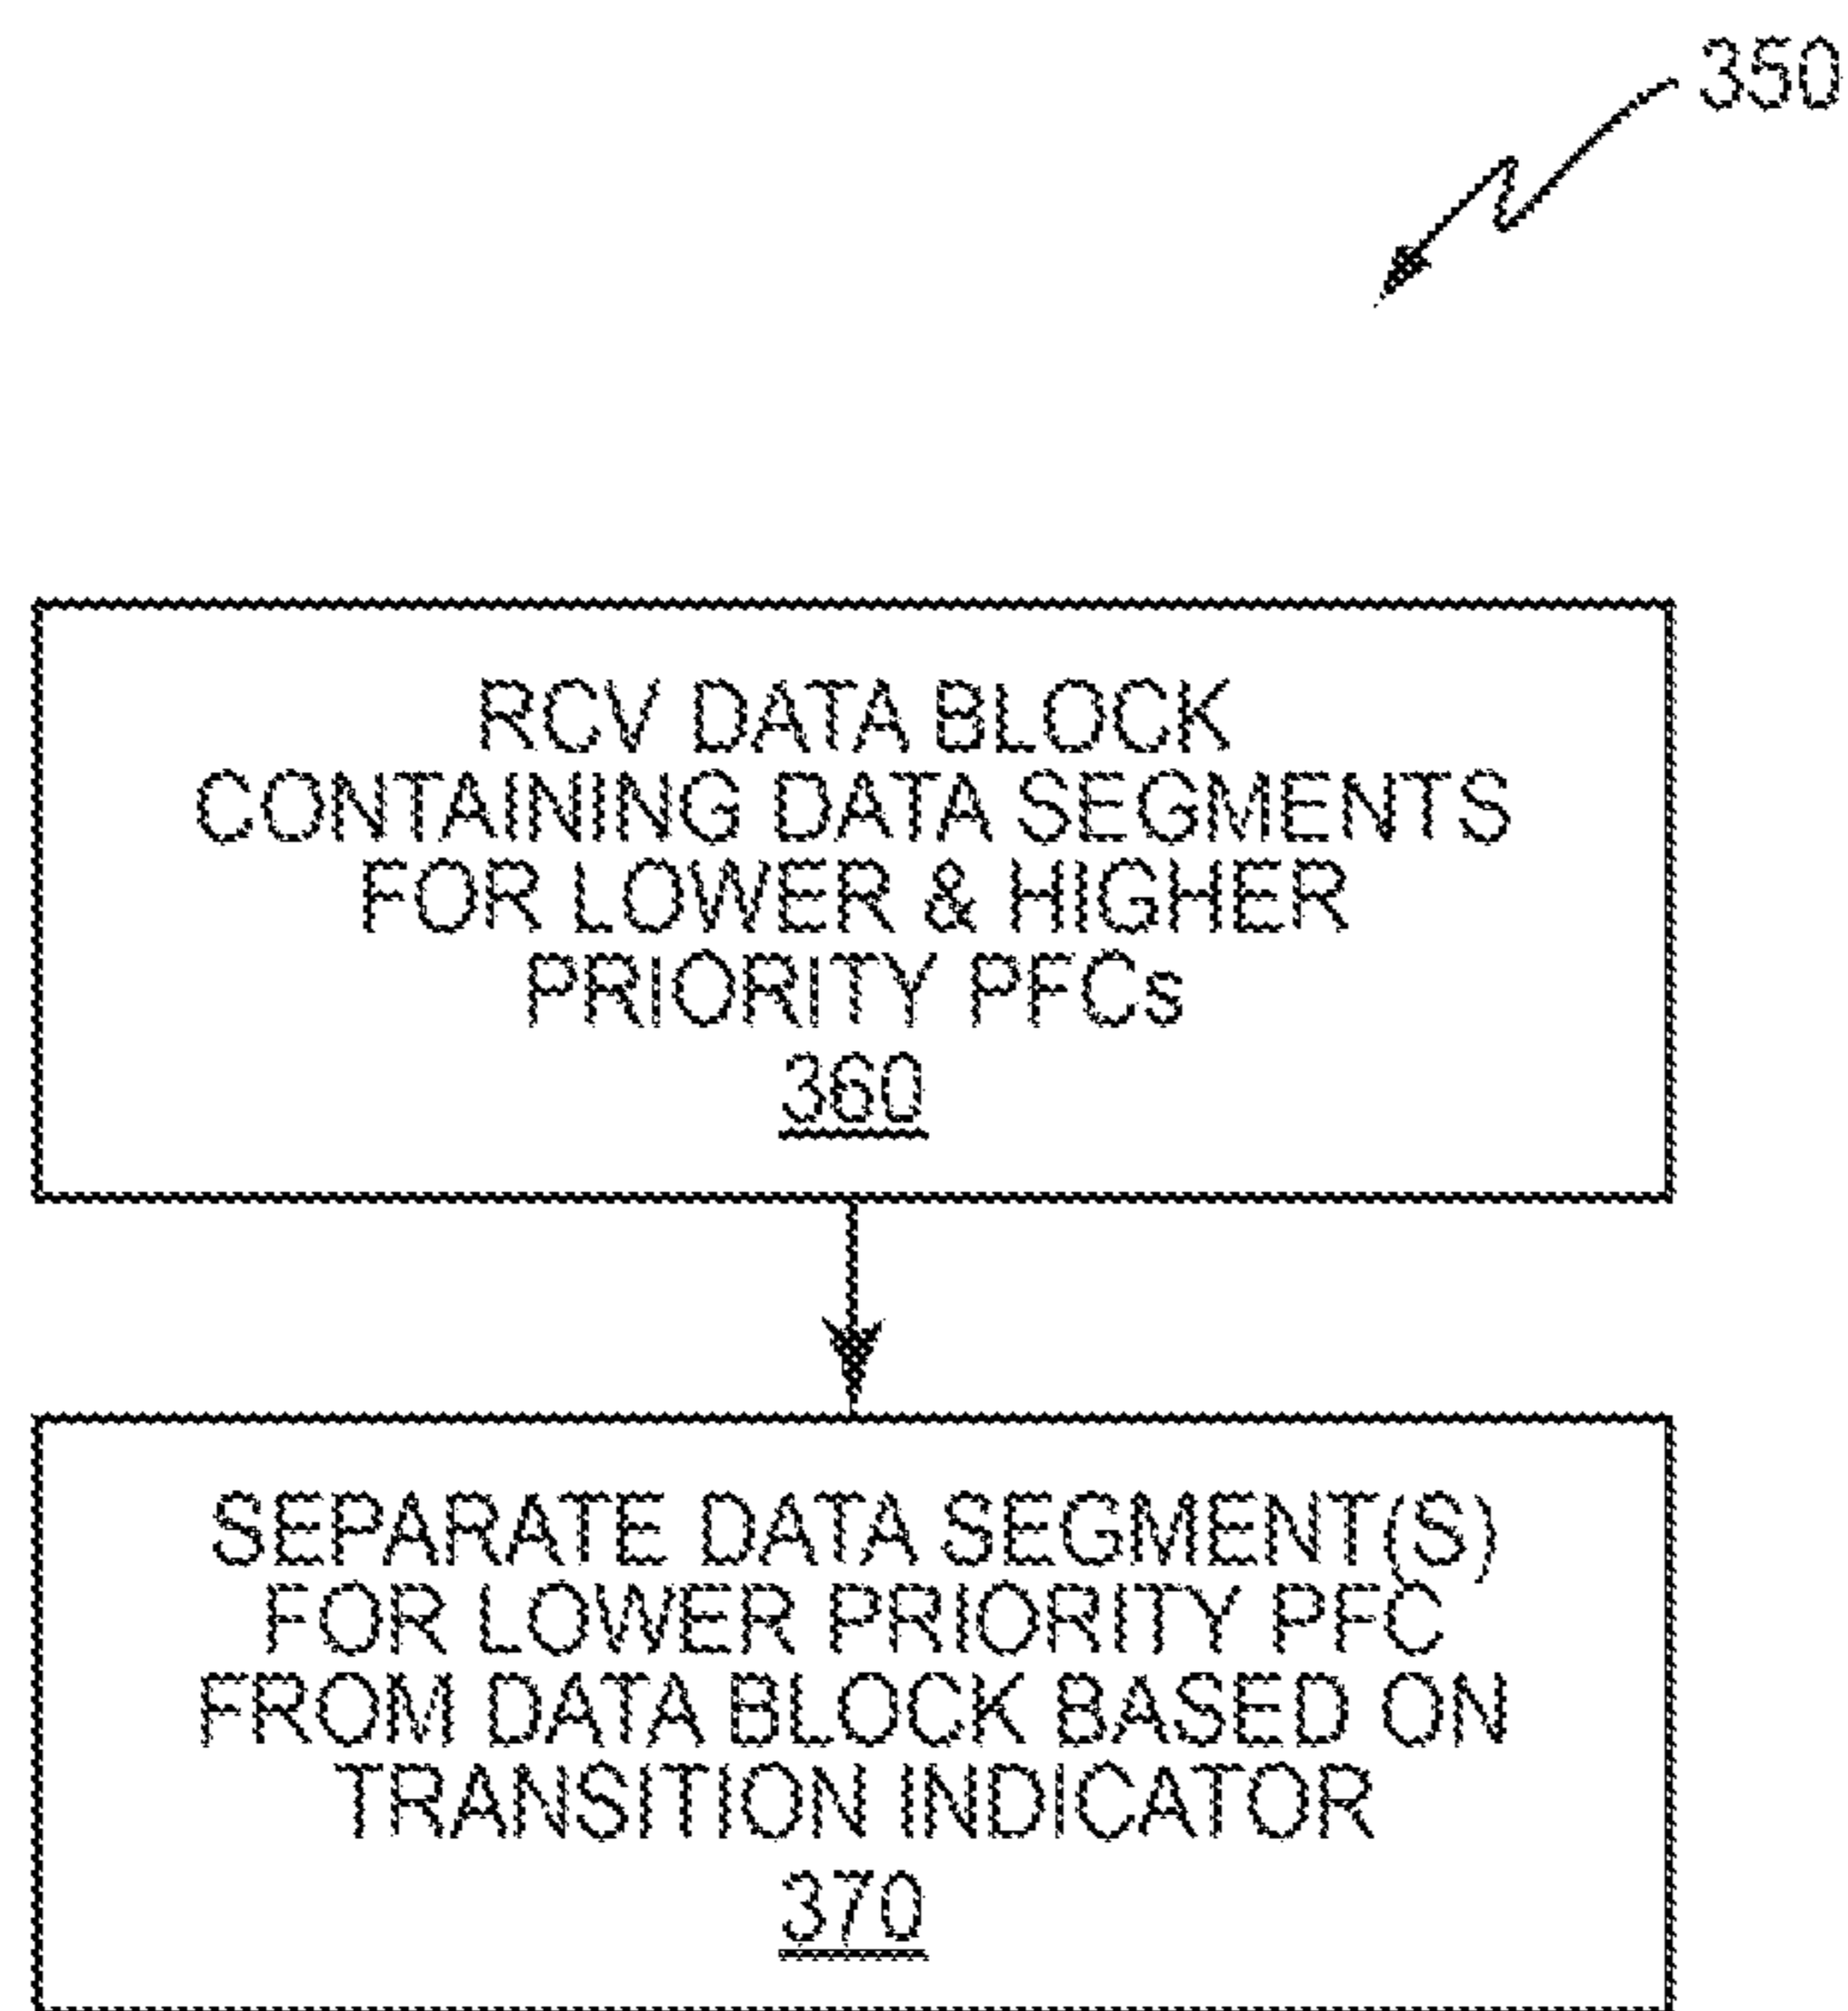 350
RCV DATA BLOCK
CONTAINING DATA SEGMENTS
FOR LOWER & HIGHER
PRIORITY PFCs
360
SEPARATE DATA SEGMENT(S)
FOR LOWER PRIORITY PFC
FROM DATA BLOCK BASED ON
TRANSITION INDICATOR
370